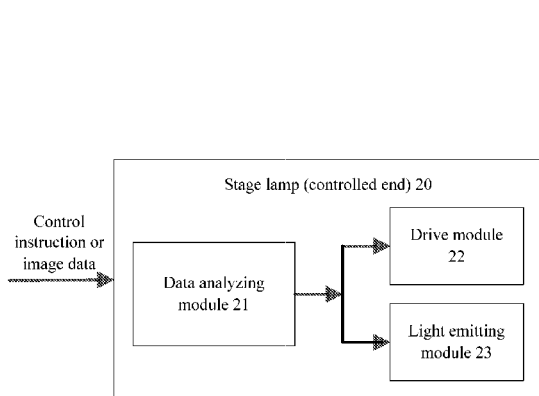 Stage lamp (controlled end) 20
Control
instruction or
image data
Data analyzing
module 21
Drive module
22
Light emitting
module 23